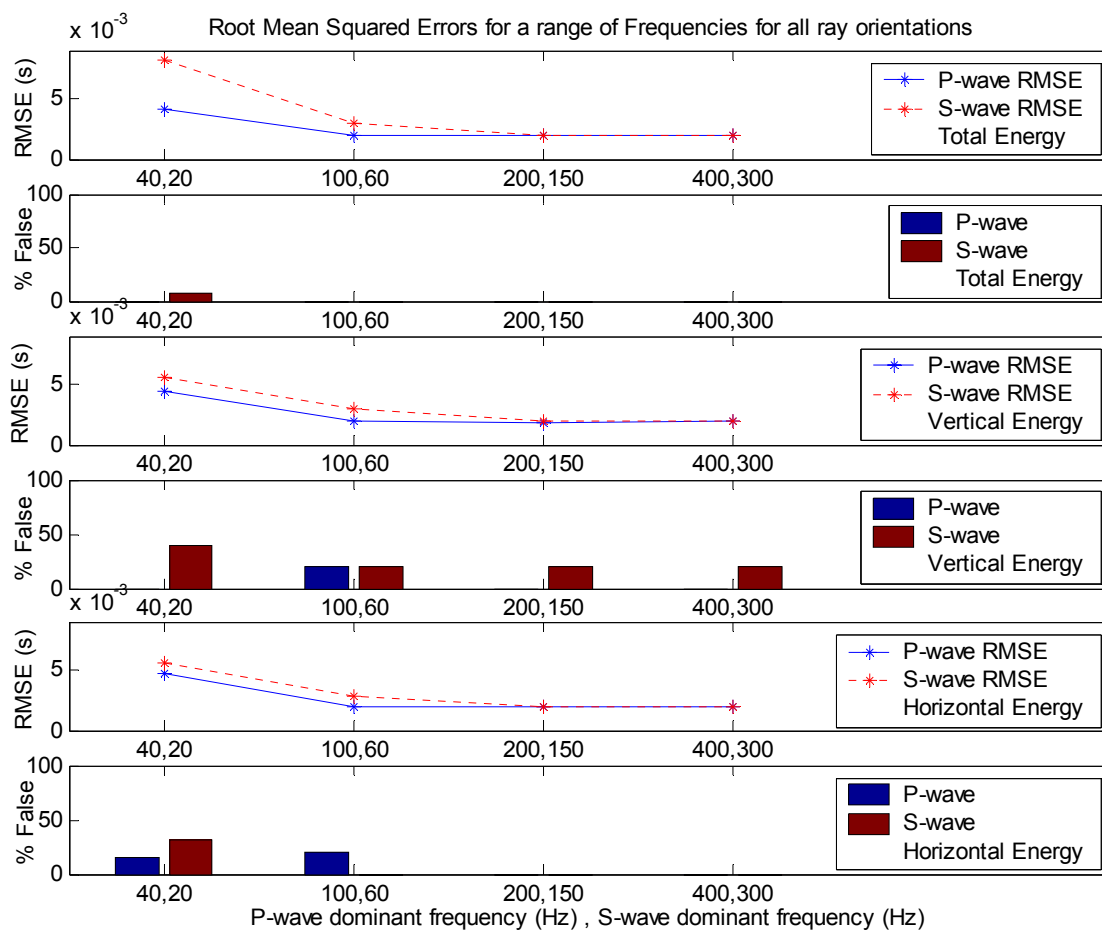 Root Mean Squared Errors for a range of Frequencies for all ray orientations
x 10^-3
RMSE (s)
5
0
40,20 100,60 200,150 400,300
P-wave RMSE
S-wave RMSE
Total Energy
% False
100
50
0
40,20 100,60 200,150 400,300
P-wave
S-wave
Total Energy
x 10^-3
RMSE (s)
5
0
40,20 100,60 200,150 400,300
P-wave RMSE
S-wave RMSE
Vertical Energy
% False
100
50
0
40,20 100,60 200,150 400,300
P-wave
S-wave
Vertical Energy
x 10^-3
RMSE (s)
5
0
40,20 100,60 200,150 400,300
P-wave RMSE
S-wave RMSE
Horizontal Energy
% False
100
50
0
40,20 100,60 200,150 400,300
P-wave
S-wave
Horizontal Energy
P-wave dominant frequency (Hz) , S-wave dominant frequency (Hz)